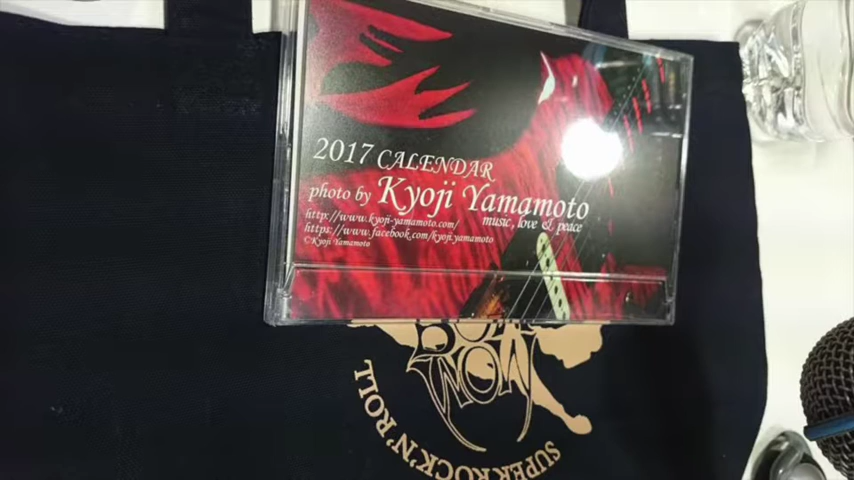 2017 CALENDAR
photo by Kyoji Yamamoto
music, love & peace
http://www.kyoji-yamamoto.com/
https://www.facebook.com/kyoji.yamamoto
©Kyoji Yamamoto
WOW
SUPER ROCK'N'ROLL